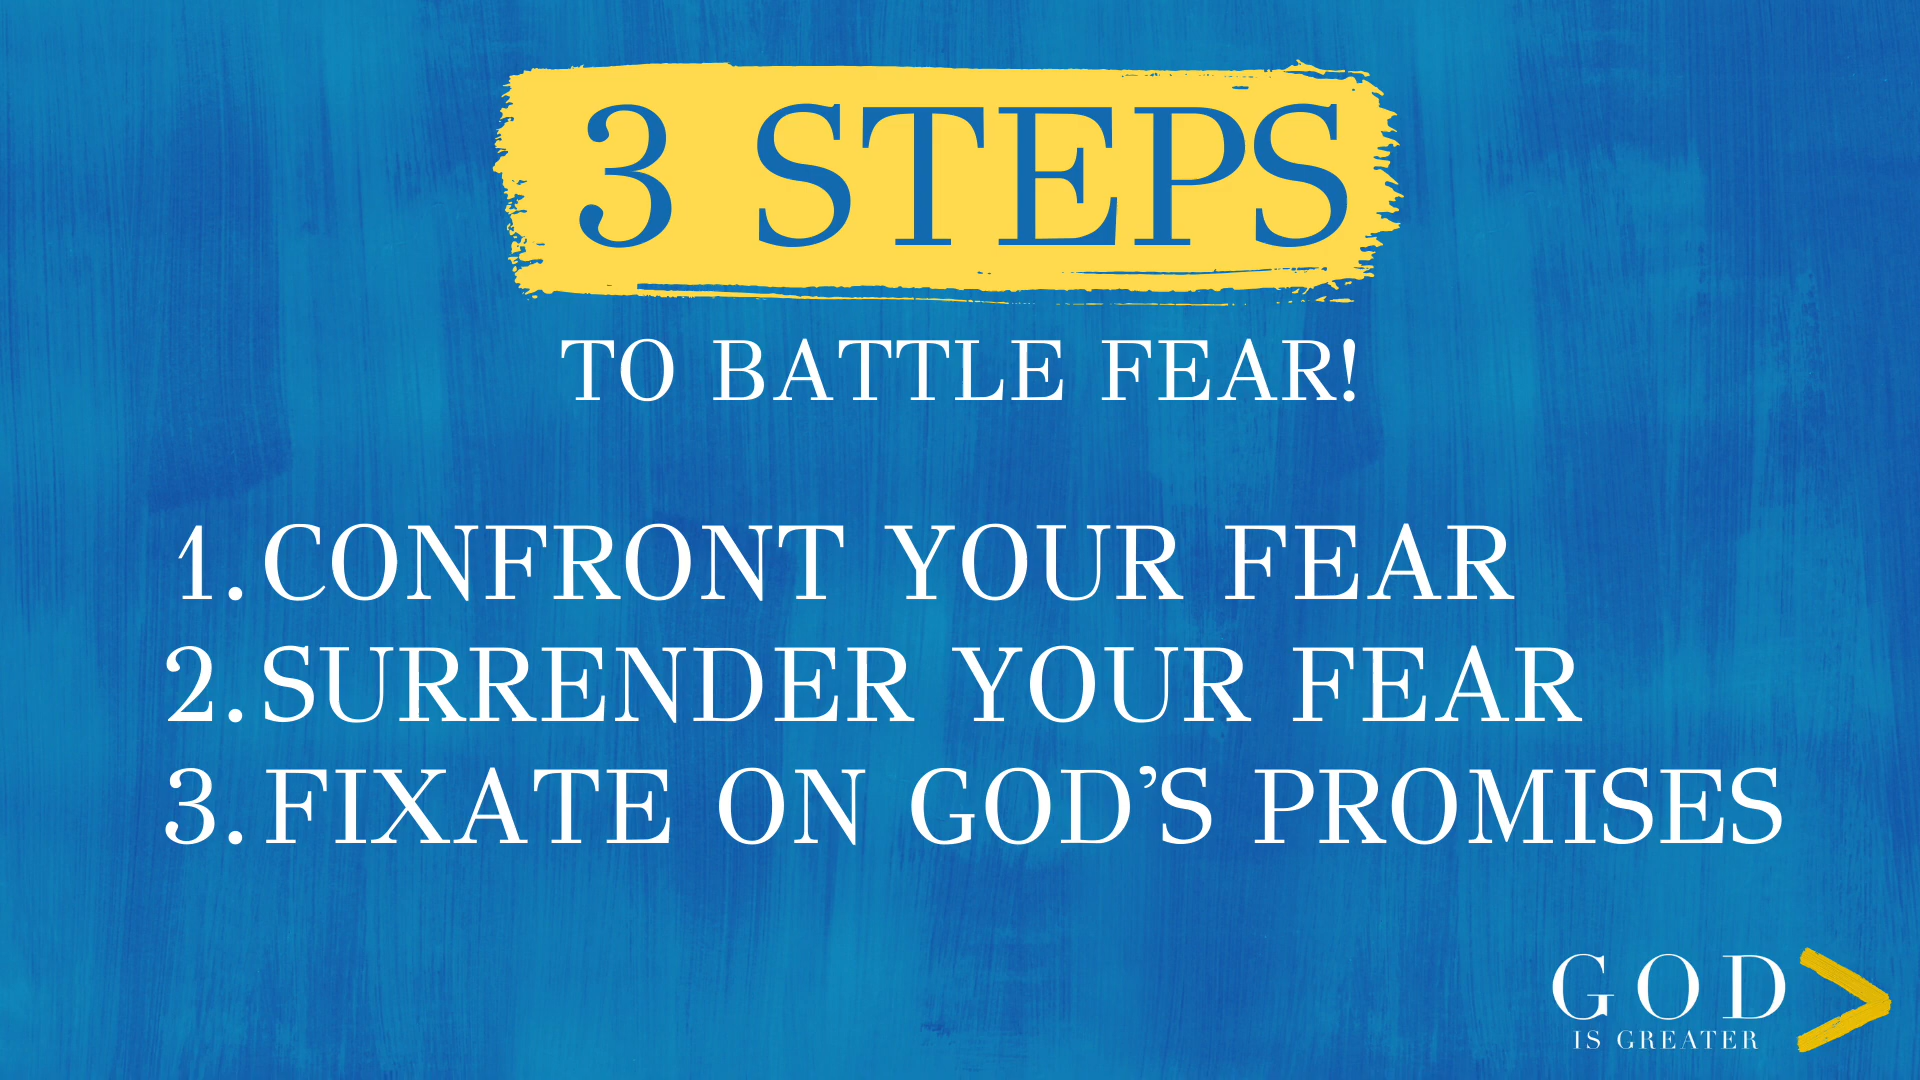 3 STEPS
TO BATTLE FEAR!
1. CONFRONT YOUR FEAR
2. SURRENDER YOUR FEAR
3. FIXATE ON GOD’S PROMISES
GOD >
IS GREATER